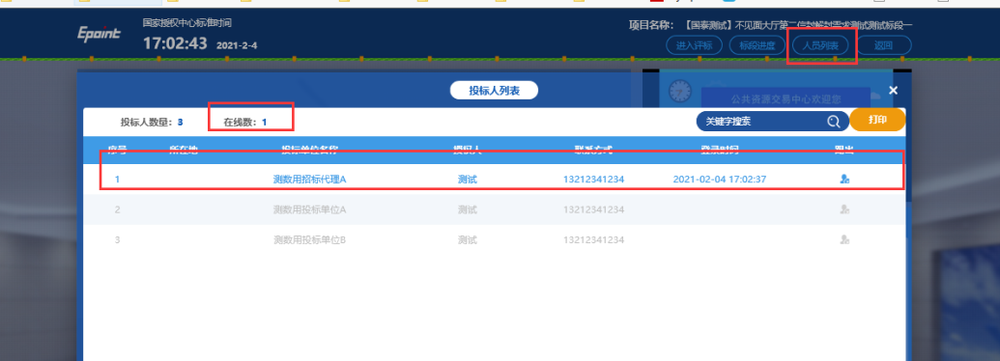 Epoint
国家授权中心标准时间
17:02:43 2021-2-4
项目名称： 【国泰测试】不见面大厅第二信封解封需求测试测试标段一
进入评标 标段进度 人员列表 返回
投标人列表
公共资源交易中心欢迎您
投标人数量：3 在线数：1 关键字搜索 打印
序号 所在地 投标单位名称 授权人 联系方式 登录时间 踢出
1 测数用招标代理A 测试 13212341234 2021-02-04 17:02:37
2 测数用投标单位A 测试 13212341234
3 测数用投标单位B 测试 13212341234